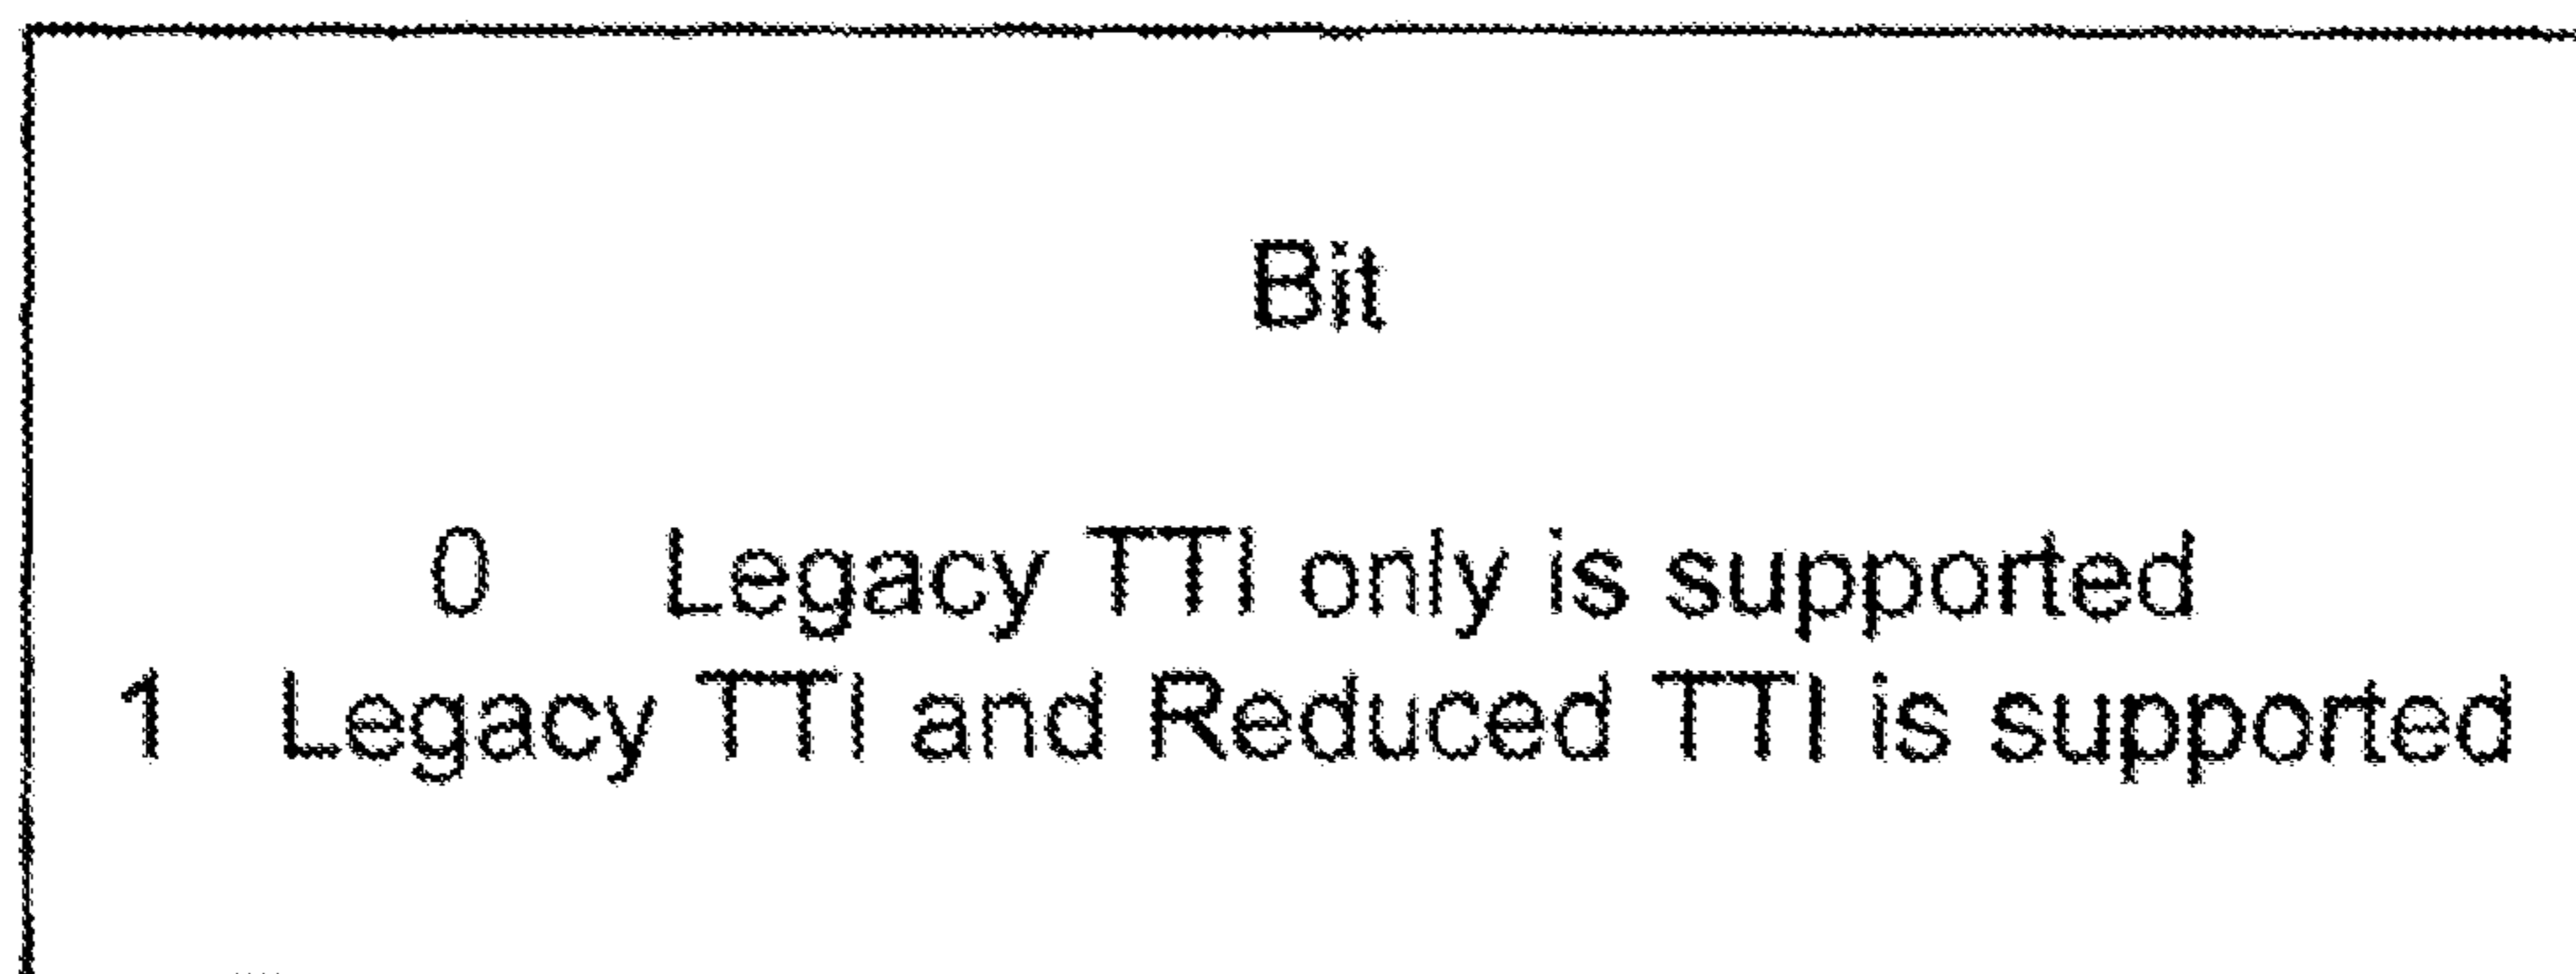 Bit
0 Legacy TTI only is supported
1 Legacy TTI and Reduced TTI is supported